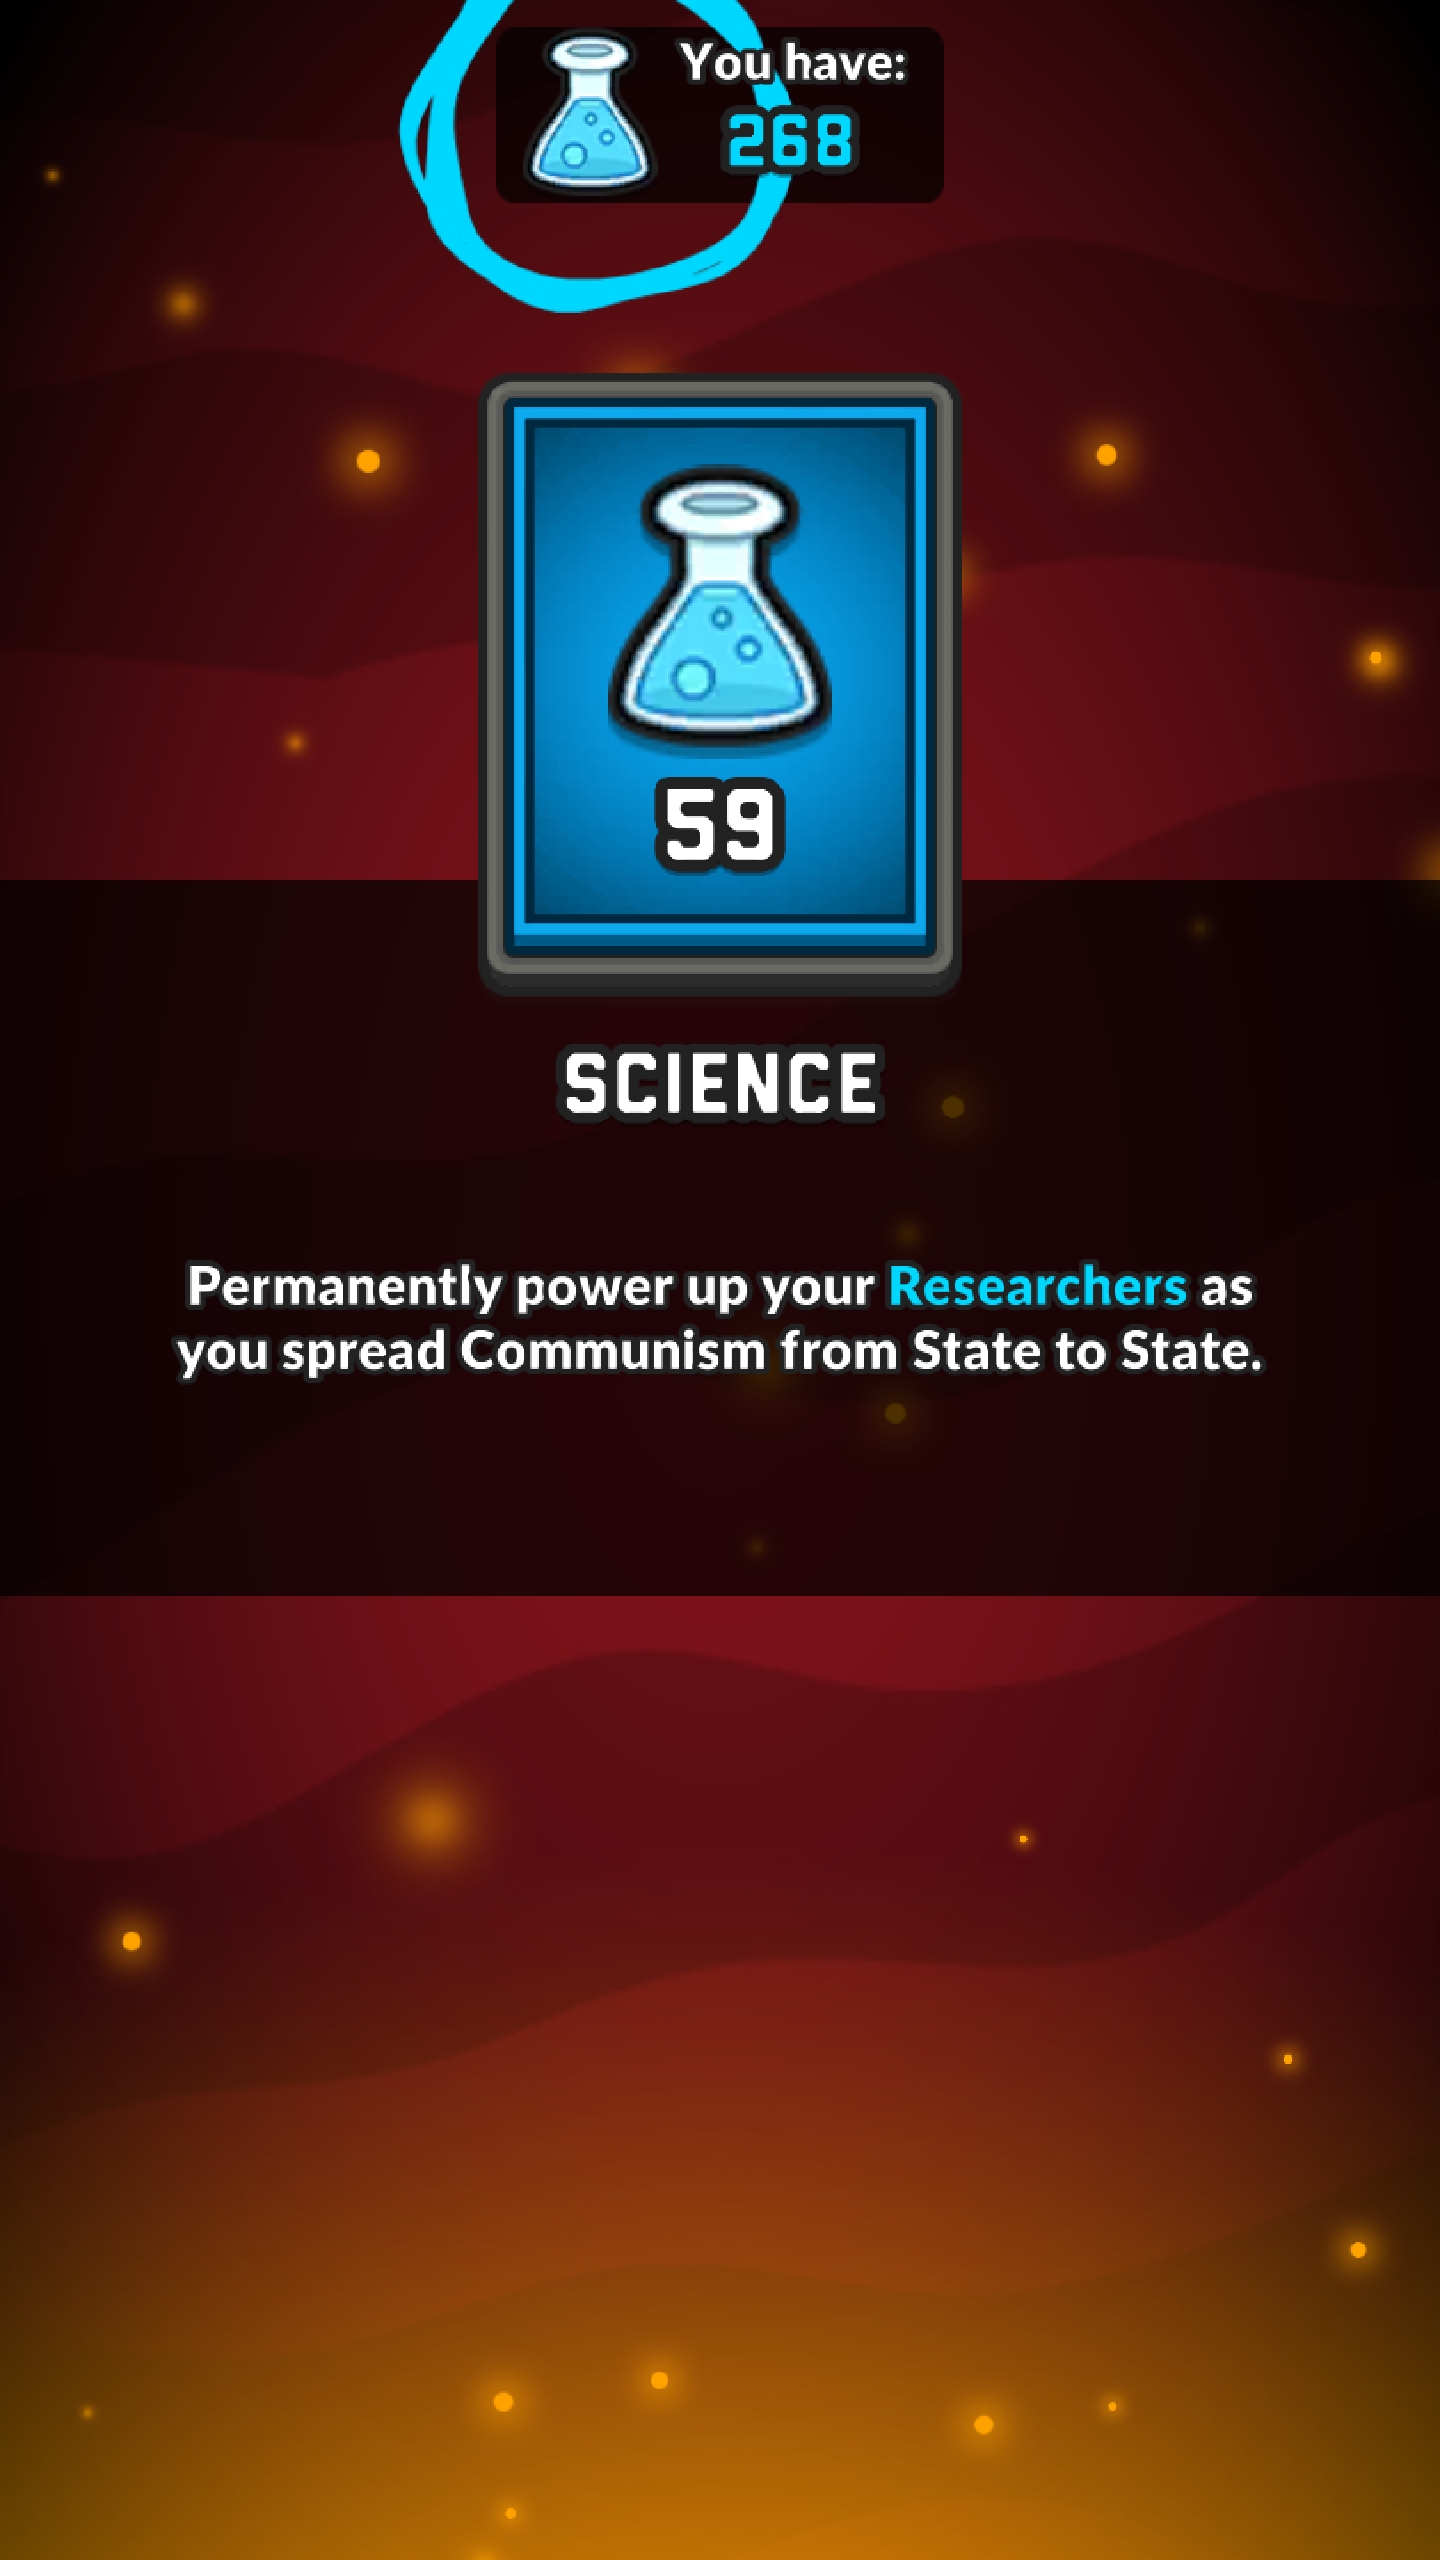 You have:
268
59
SCIENCE
Permanently power up your Researchers as
you spread Communism from State to State.